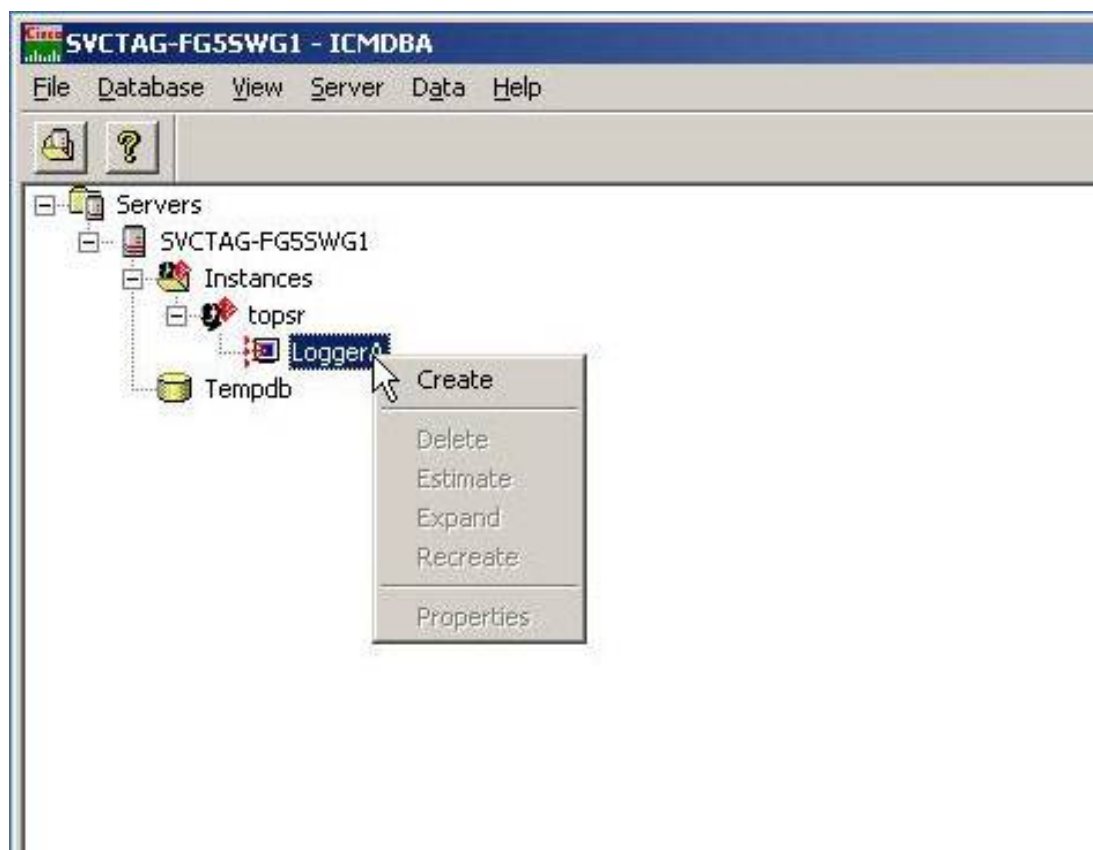 SVCTAG-FG5SWG1 - ICMDBA
File Database View Server Data Help
Servers
SVCTAG-FG5SWG1
Instances
topsr
LoggerA
Tempdb
Create
Delete
Estimate
Expand
Recreate
Properties